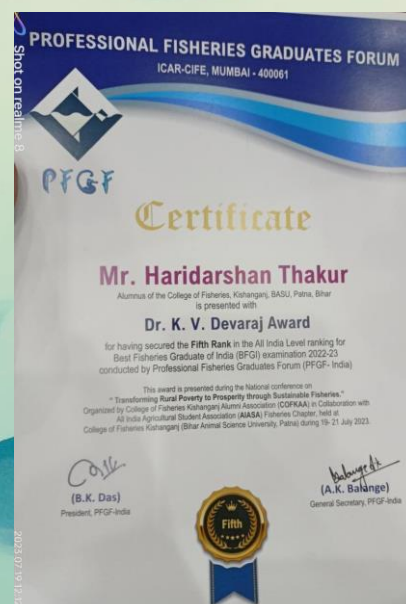 PROFESSIONAL FISHERIES GRADUATES FORUM
ICAR-CIFE, MUMBAI - 400061
PFGF
Certificate
Mr. Haridarshan Thakur
Alumnus of the College of Fisheries, Kishanganj, BASU, Patna, Bihar
is presented with
Dr. K. V. Devaraj Award
for having secured the Fifth Rank in the All India Level ranking for
Best Fisheries Graduate of India (BFGI) examination 2022-23
conducted by Professional Fisheries Graduates Forum (PFGF- India)
This award is presented during the National conference on
" Transforming Rural Poverty to Prosperity through Sustainable Fisheries."
Organized by College of Fisheries Kishanganj Alumni Association (COFKAA) in Collaboration with
All India Agricultural Student Association (AIASA) Fisheries Chapter, held at
College of Fisheries Kishanganj (Bihar Animal Science University, Patna) during 19- 21 July 2023.
(B.K. Das)
President, PFGF-India
(A.K. Balange)
General Secretary, PFGF-India
Fifth
Shot on realme 8
2023.07.19 12:1